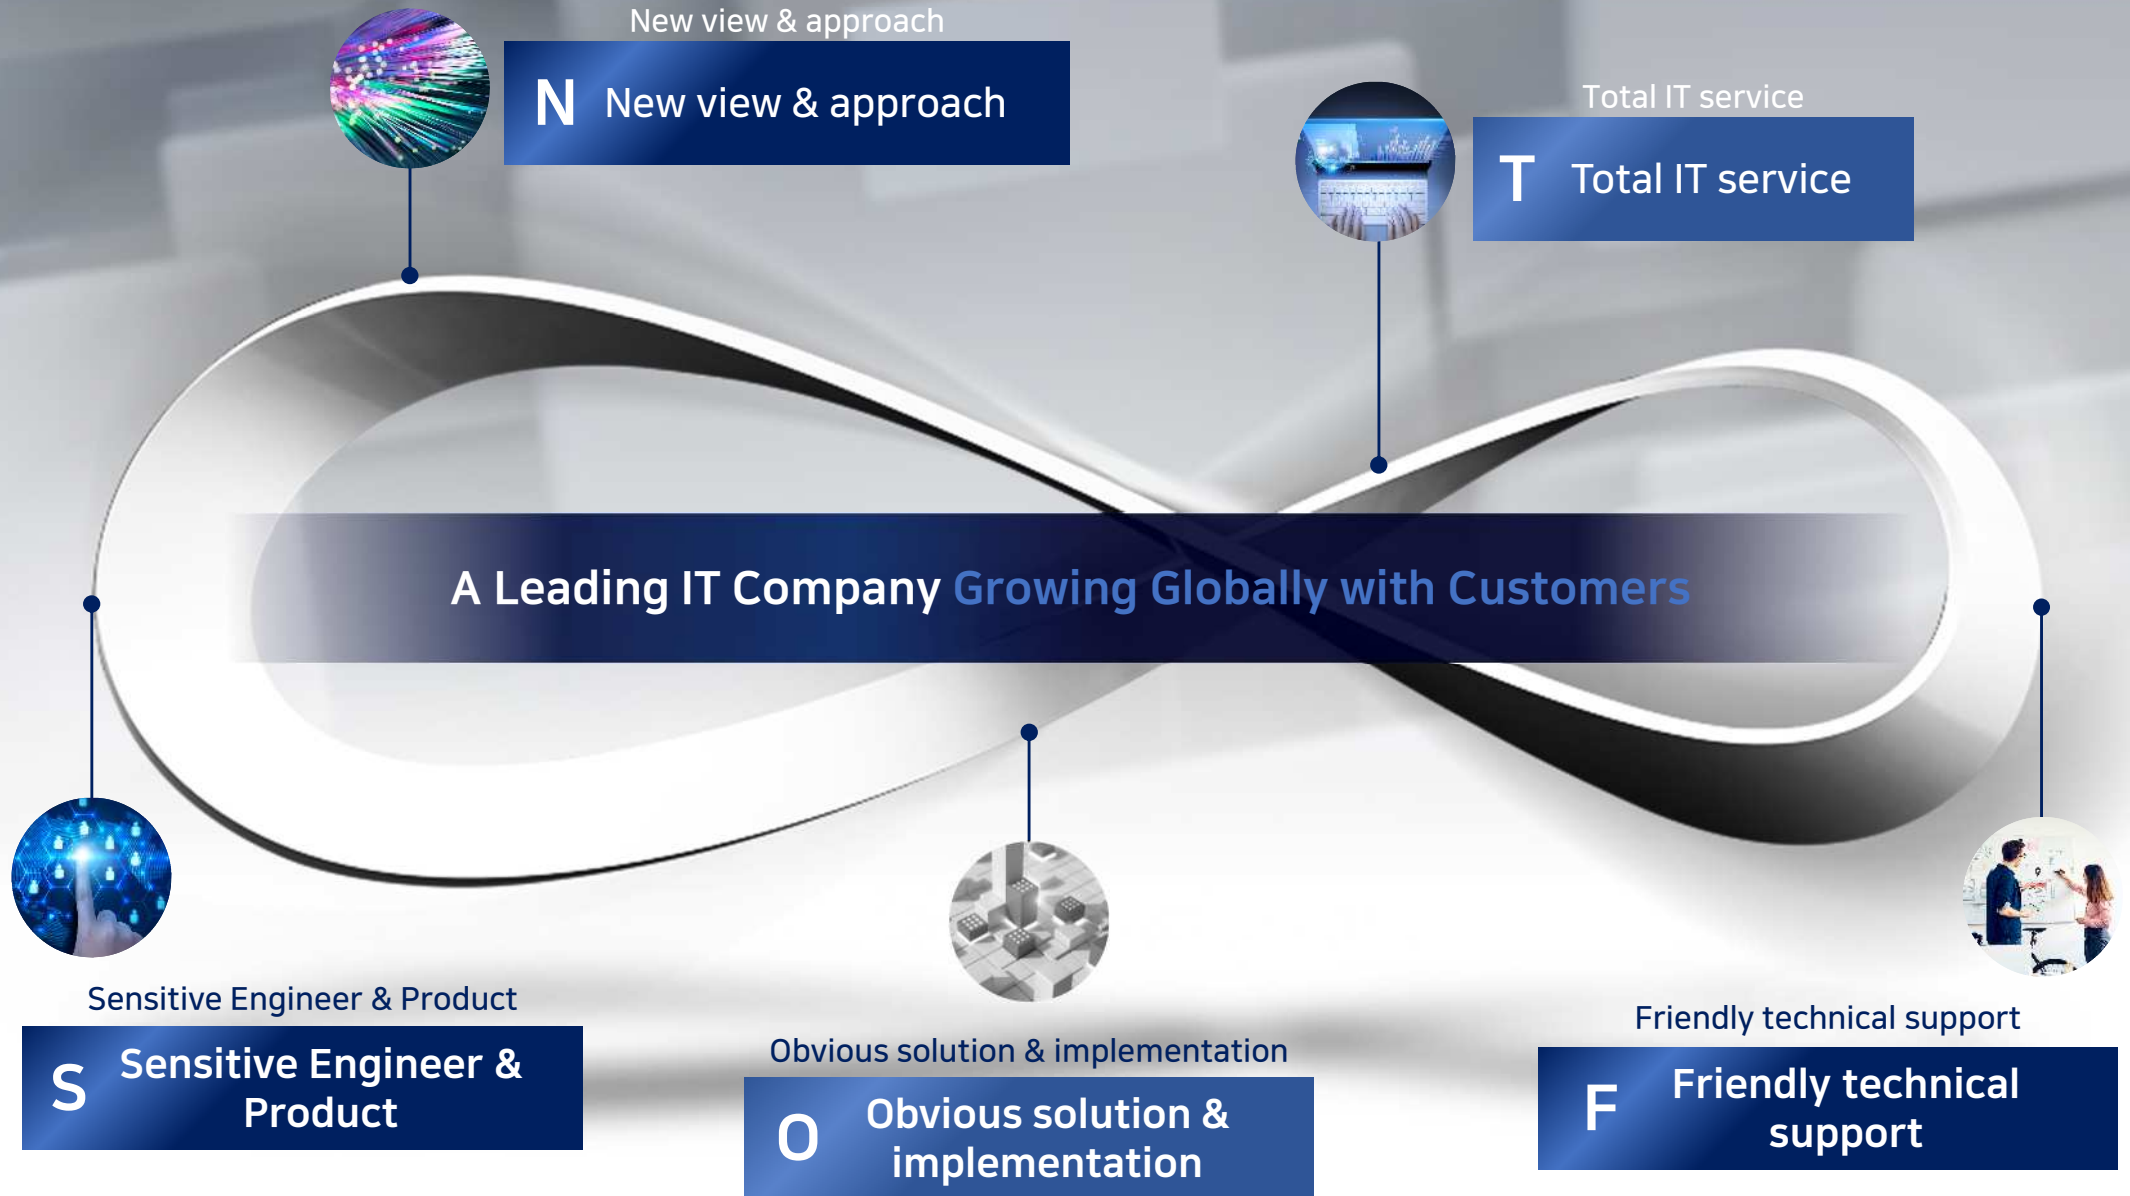 New view & approach
N New view & approach
Total IT service
T Total IT service
A Leading IT Company Growing Globally with Customers
Sensitive Engineer & Product
S Sensitive Engineer &
Product
Obvious solution & implementation
O Obvious solution &
implementation
Friendly technical support
F Friendly technical
support